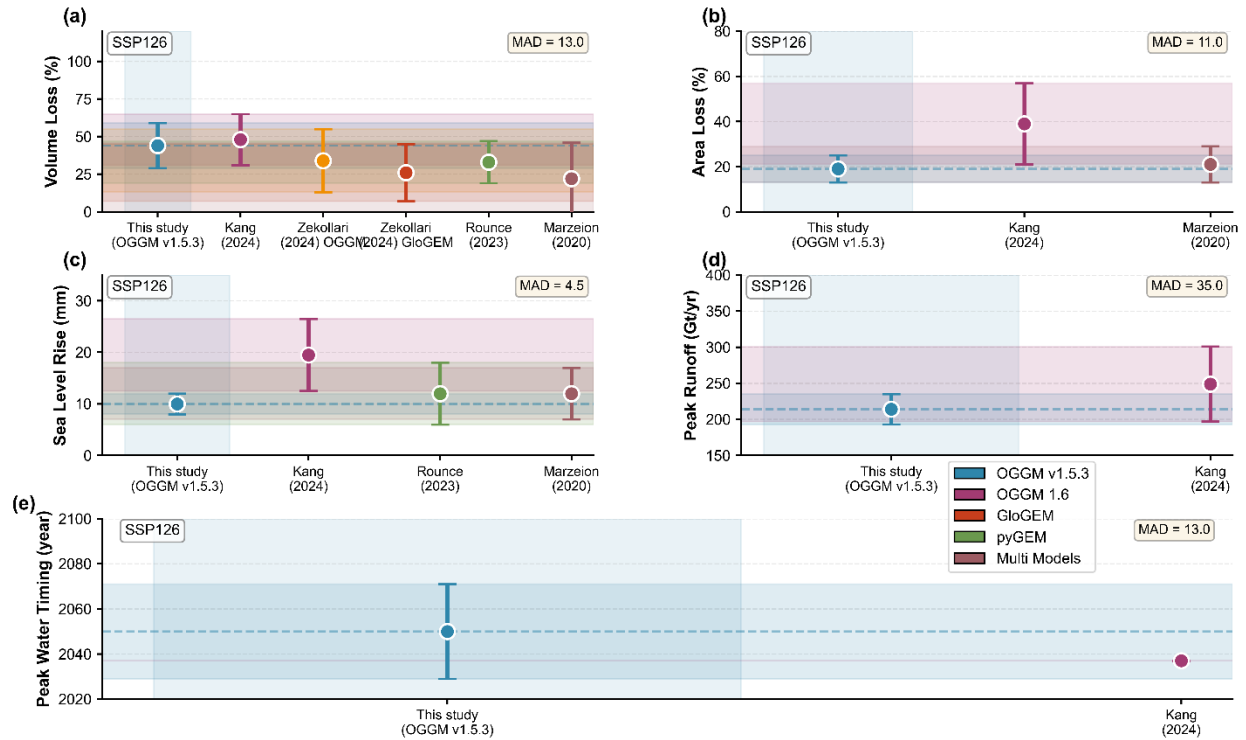 (a)
SSP126
MAD = 13.0
Volume Loss (%)
100
75
50
25
0
This study
(OGGM v1.5.3)
Kang
(2024)
Zekollari
(2024) OGGM
Zekollari
(2024) GloGEM
Rounce
(2023)
Marzeion
(2020)
(b)
SSP126
MAD = 11.0
Area Loss (%)
80
60
40
20
0
This study
(OGGM v1.5.3)
Kang
(2024)
Marzeion
(2020)
(c)
SSP126
MAD = 4.5
Sea Level Rise (mm)
30
20
10
0
This study
(OGGM v1.5.3)
Kang
(2024)
Rounce
(2023)
Marzeion
(2020)
(d)
SSP126
MAD = 35.0
Peak Runoff (Gt/yr)
400
350
300
250
200
150
This study
(OGGM v1.5.3)
Kang
(2024)
OGGM v1.5.3
OGGM 1.6
GloGEM
pyGEM
Multi Models
(e)
SSP126
MAD = 13.0
Peak Water Timing (year)
2100
2080
2060
2040
2020
This study
(OGGM v1.5.3)
Kang
(2024)